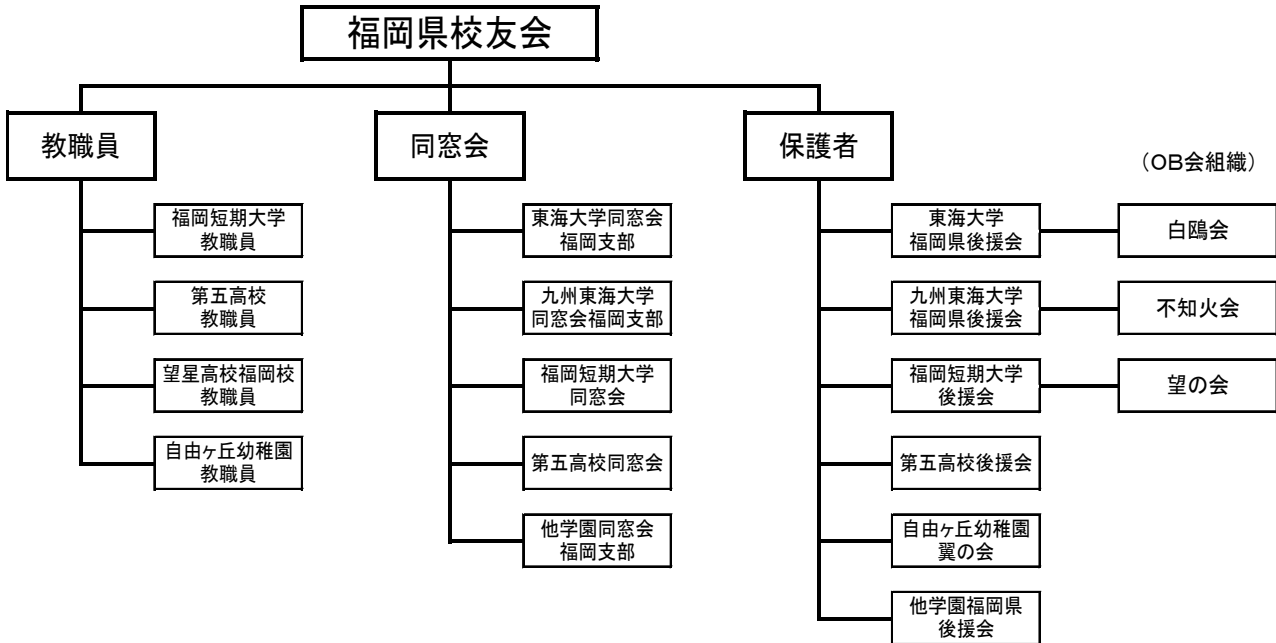 福岡県校友会
教職員
同窓会
保護者
（OB会組織）
福岡短期大学
教職員
第五高校
教職員
望星高校福岡校
教職員
自由ヶ丘幼稚園
教職員
東海大学同窓会
福岡支部
九州東海大学
同窓会福岡支部
福岡短期大学
同窓会
第五高校同窓会
他学園同窓会
福岡支部
東海大学
福岡県後援会
白鴎会
九州東海大学
福岡県後援会
不知火会
福岡短期大学
後援会
望の会
第五高校後援会
自由ヶ丘幼稚園
翼の会
他学園福岡県
後援会